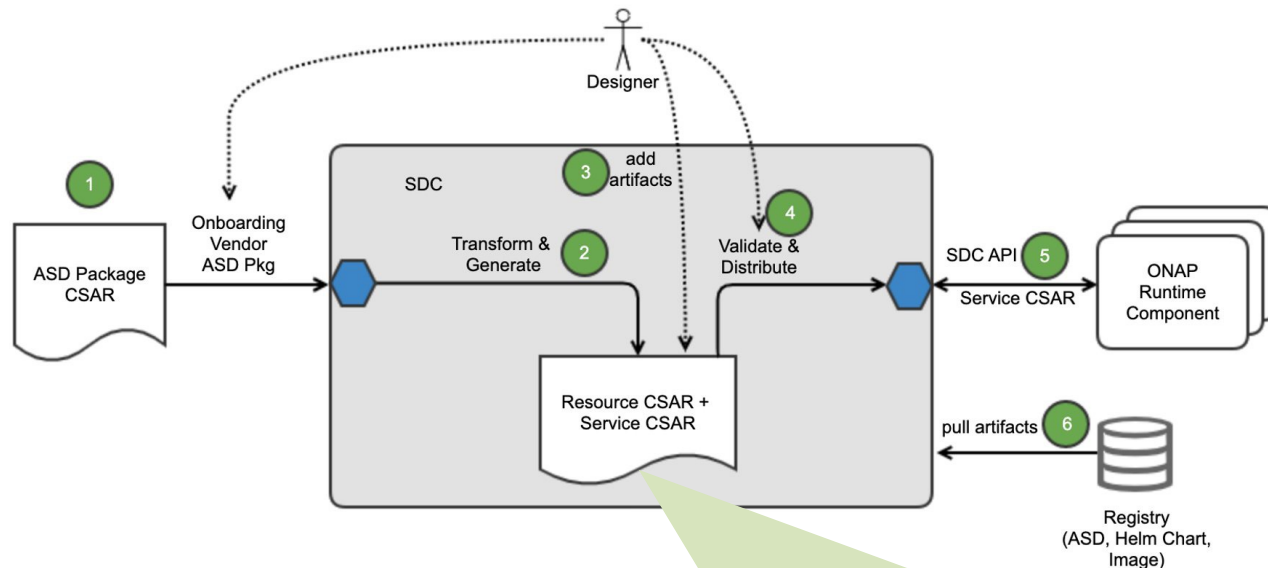 Designer
1
ASD Package
CSAR
Onboarding
Vendor
ASD Pkg
SDC
3
add
artifacts
Transform &
Generate
2
4
Validate &
Distribute
Resource CSAR +
Service CSAR
SDC API
5
Service CSAR
ONAP
Runtime
Component
pull artifacts
6
Registry
(ASD, Helm Chart,
Image)